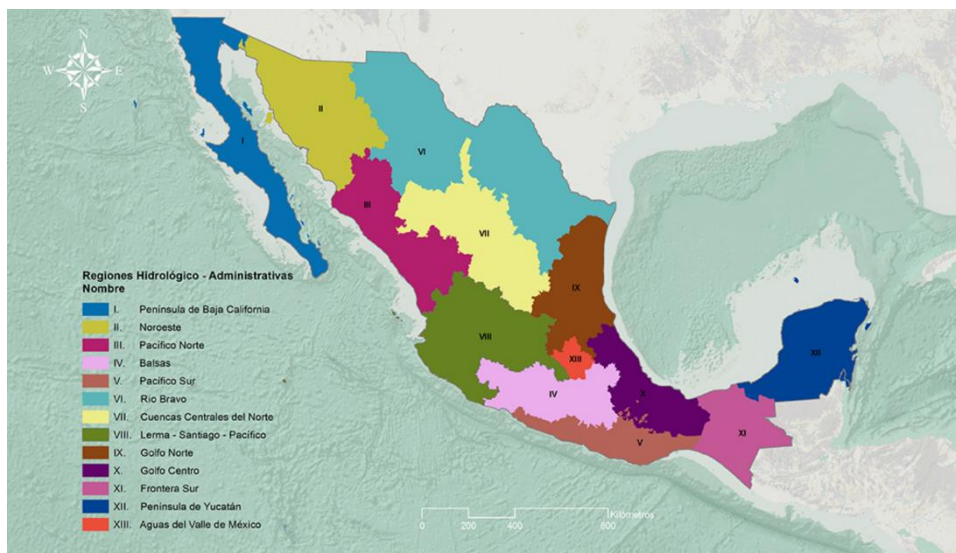 N
W E
S
II
I
VI
III
VII
IX
VIII
XIII
IV
X
V
XI
XII
Regiones Hidrológico - Administrativas
Nombre
I. Península de Baja California
II. Noroeste
III. Pacífico Norte
IV. Balsas
V. Pacífico Sur
VI. Rio Bravo
VII. Cuencas Centrales del Norte
VIII. Lerma - Santiago - Pacífico
IX. Golfo Norte
X. Golfo Centro
XI. Frontera Sur
XII. Península de Yucatán
XIII. Aguas del Valle de México
Kilómetros
0 200 400 800